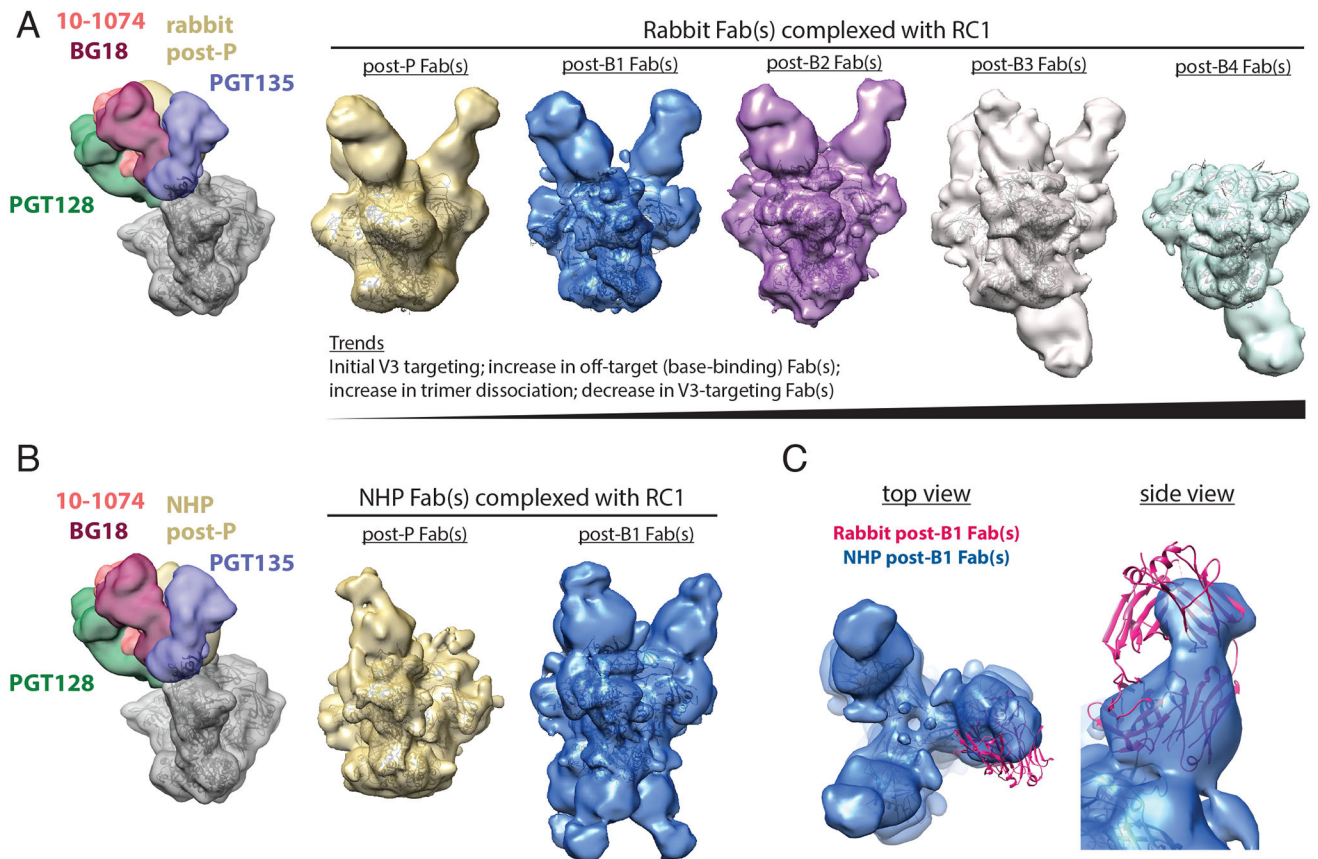 A
10-1074
BG18
rabbit
post-P
PGT135
PGT128
Rabbit Fab(s) complexed with RC1
post-P Fab(s)
post-B1 Fab(s)
post-B2 Fab(s)
post-B3 Fab(s)
post-B4 Fab(s)
Trends
Initial V3 targeting; increase in off-target (base-binding) Fab(s);
increase in trimer dissociation; decrease in V3-targeting Fab(s)
B
10-1074
BG18
NHP
post-P
PGT135
PGT128
NHP Fab(s) complexed with RC1
post-P Fab(s)
post-B1 Fab(s)
C
top view
side view
Rabbit post-B1 Fab(s)
NHP post-B1 Fab(s)